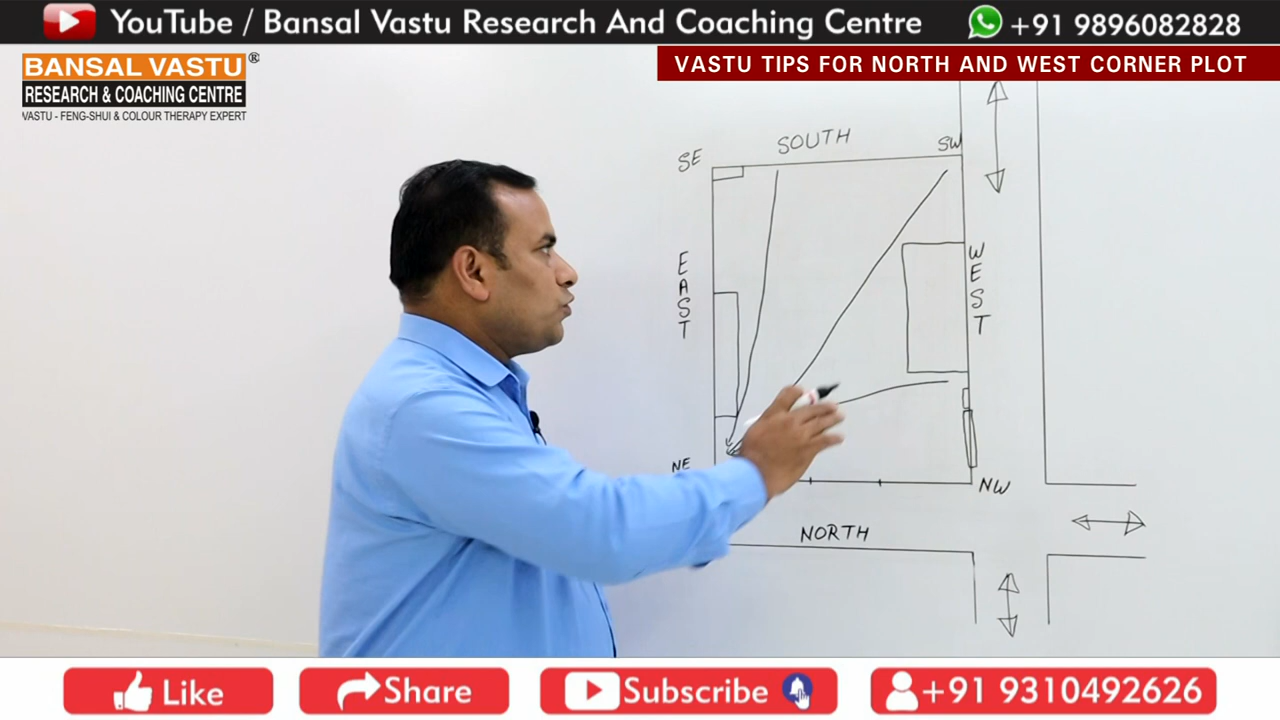 YouTube / Bansal Vastu Research And Coaching Centre
+91 9896082828
BANSAL VASTU®
RESEARCH & COACHING CENTRE
VASTU - FENG-SHUI & COLOUR THERAPY EXPERT
VASTU TIPS FOR NORTH AND WEST CORNER PLOT
SE
SOUTH
SW
EAST
WEST
NE
NW
NORTH
Like
Share
Subscribe
+91 9310492626